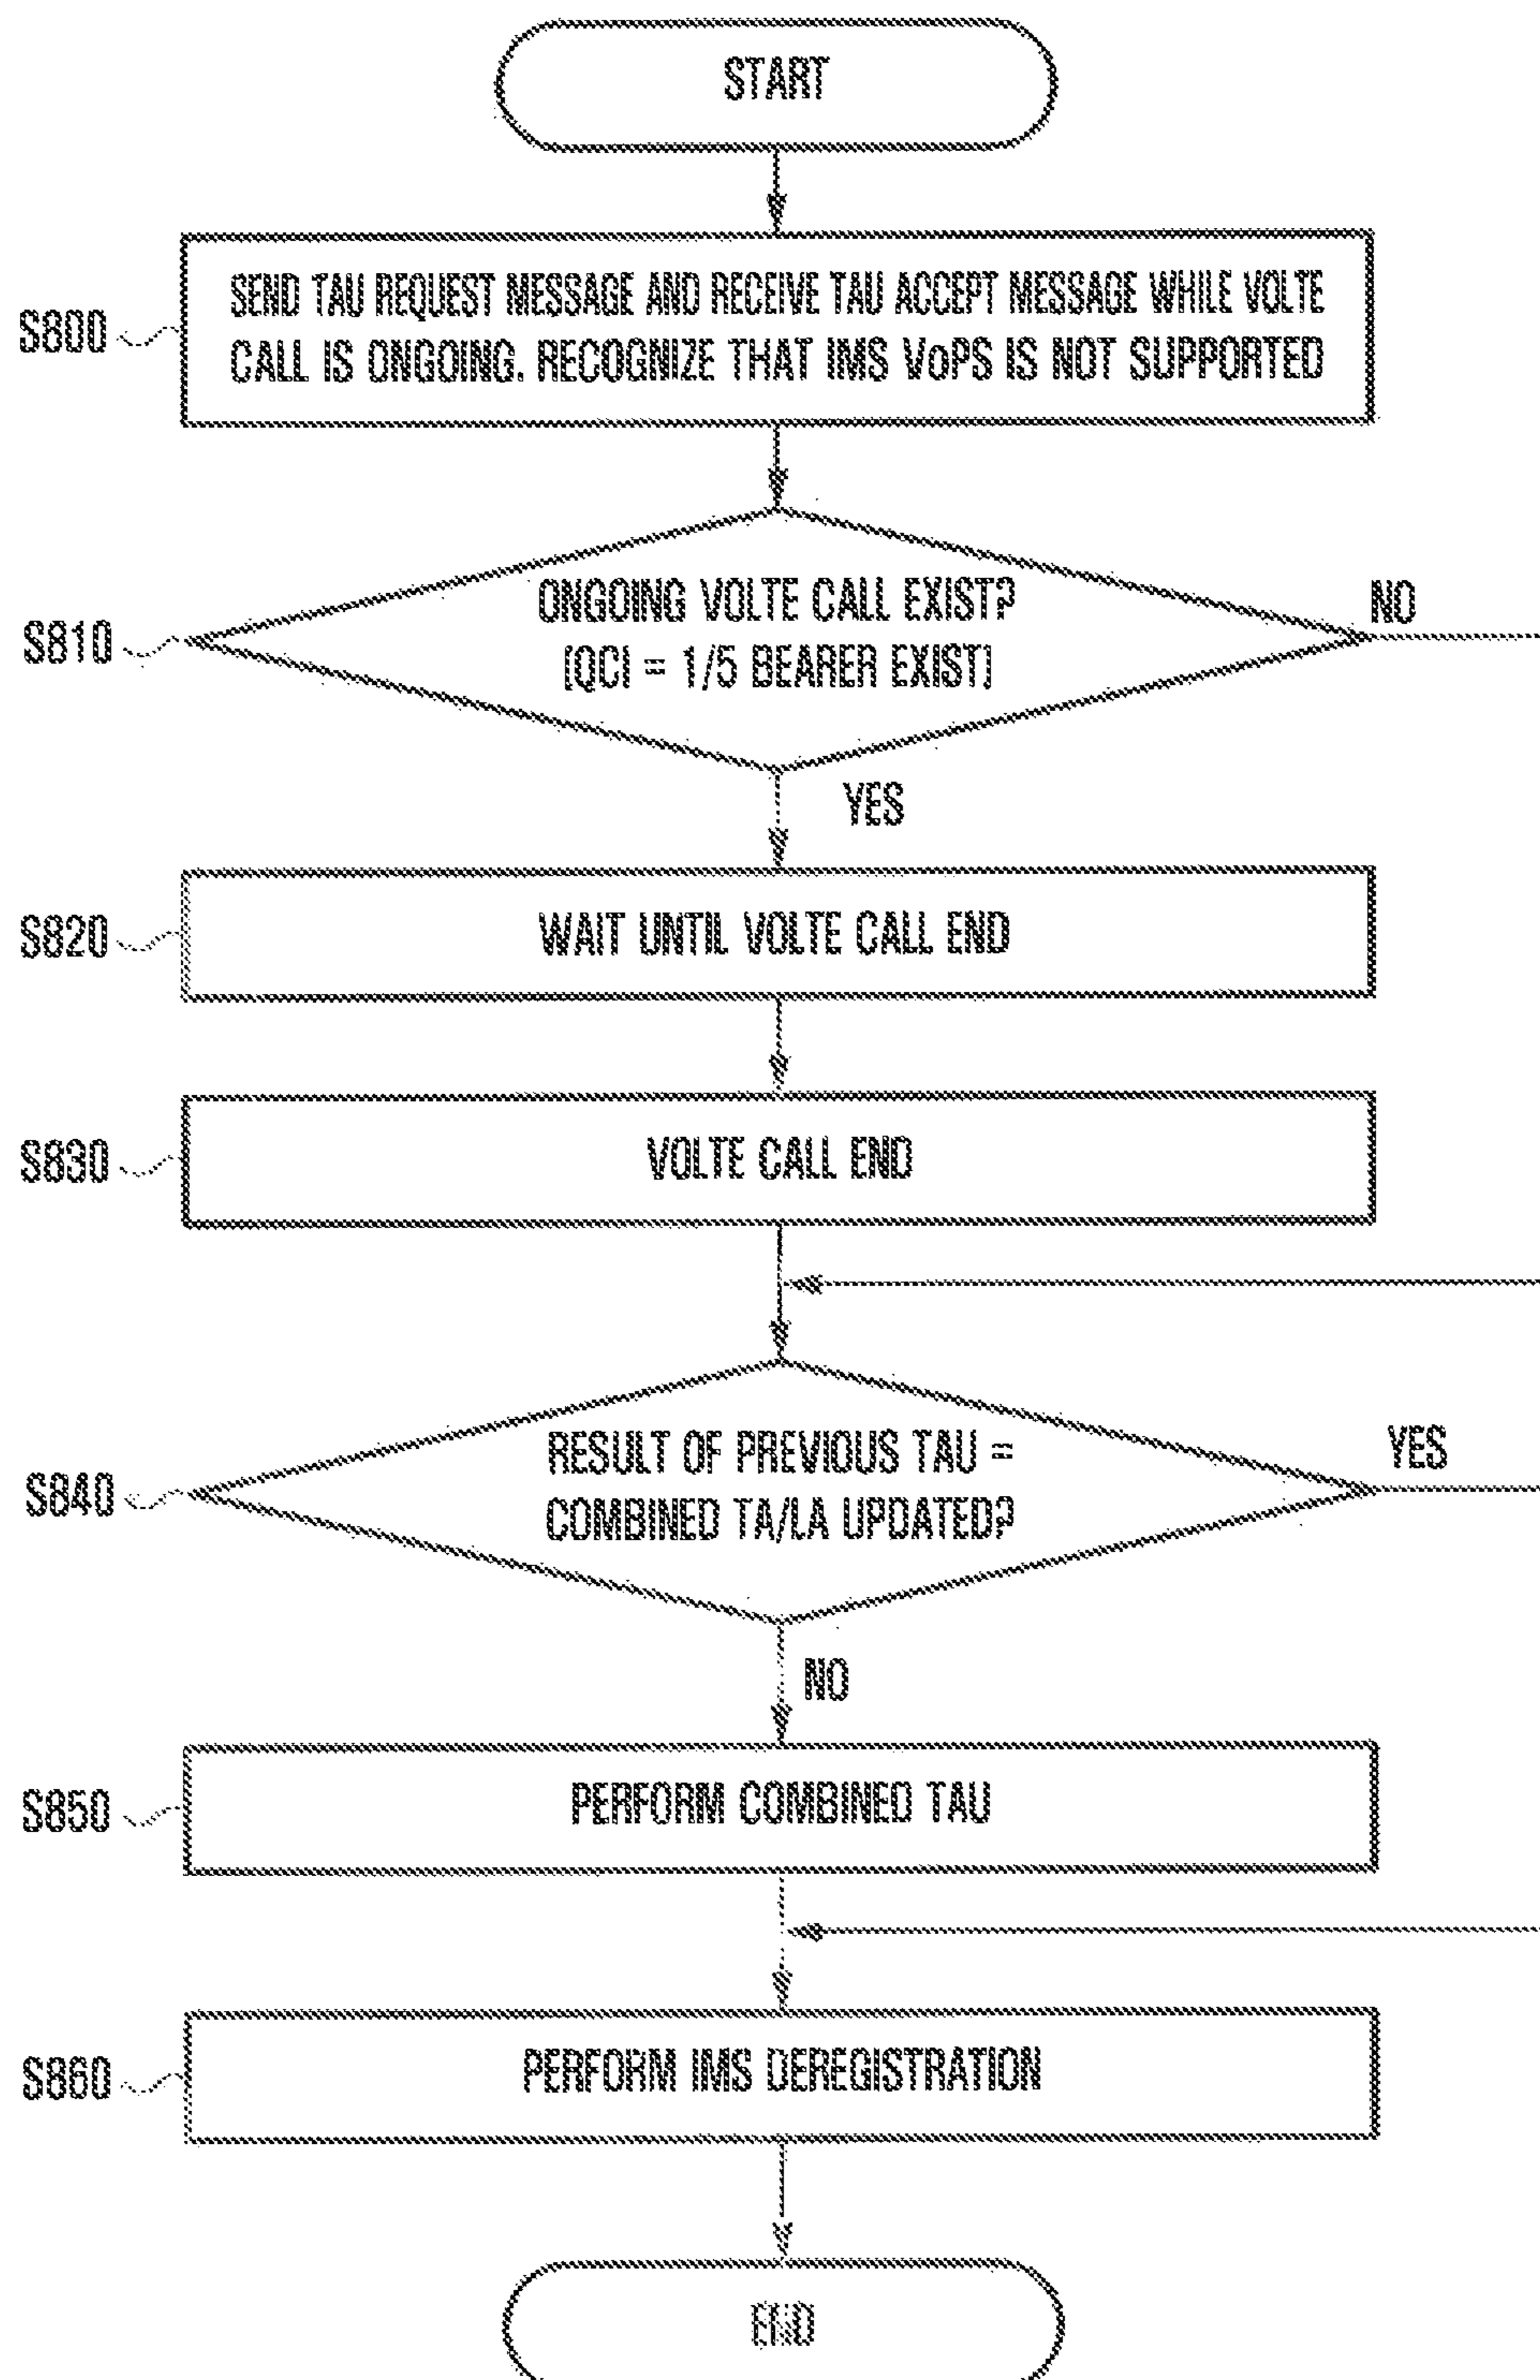 START
S800
SEND TAU REQUEST MESSAGE AND RECEIVE TAU ACCEPT MESSAGE WHILE VOLTE
CALL IS ONGOING. RECOGNIZE THAT IMS VoPS IS NOT SUPPORTED
S810
ONGOING VOLTE CALL EXIST?
[QCI = 1/5 BEARER EXIST]
NO
YES
S820
WAIT UNTIL VOLTE CALL END
S830
VOLTE CALL END
S840
RESULT OF PREVIOUS TAU =
COMBINED TA/LA UPDATED?
YES
NO
S850
PERFORM COMBINED TAU
S860
PERFORM IMS DEREGISTRATION
END